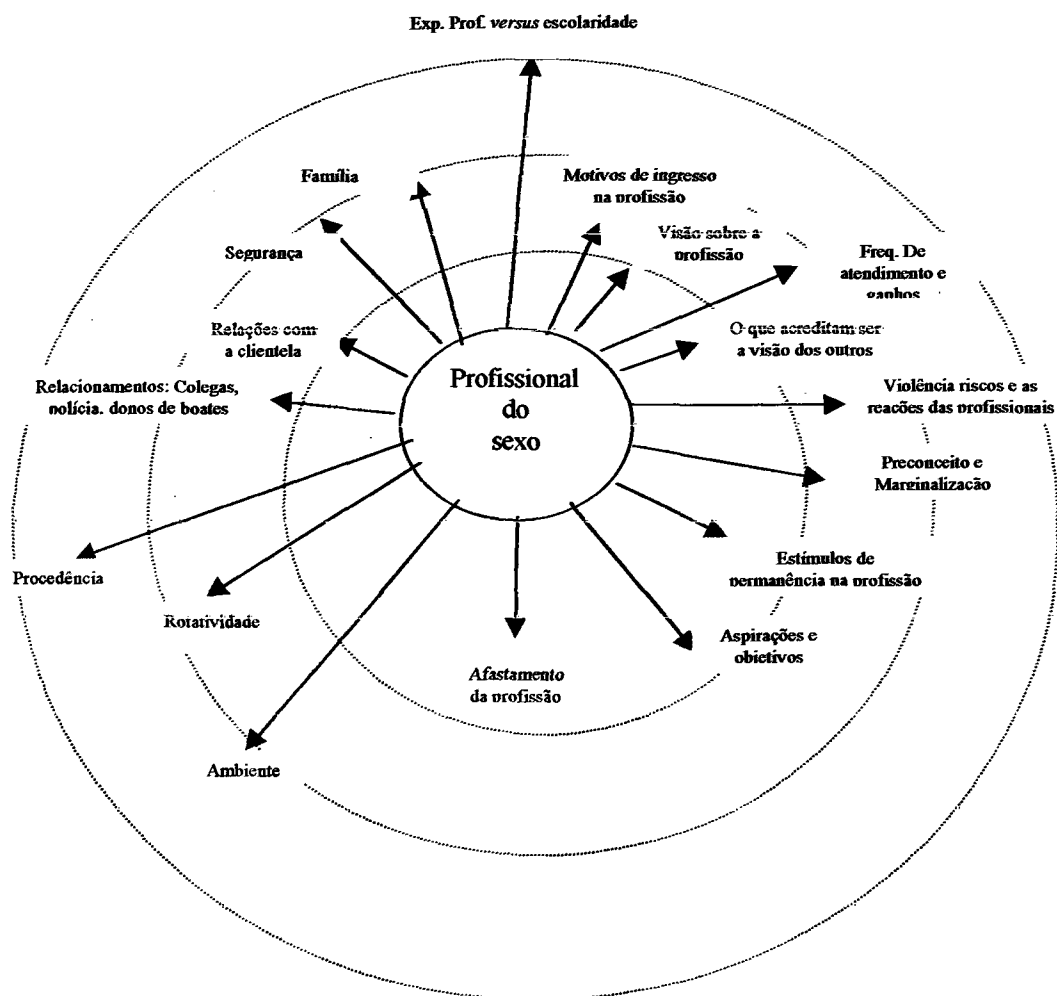 Exp. Prof. versus escolaridade
Família
Motivos de ingresso
na profissão
Segurança
Visão sobre a
profissão
Freq. De
atendimento e
ganhos
Relações com
a clientela
O que acreditam ser
a visão dos outros
Profissional
do
sexo
Relacionamentos: Colegas,
polícia, donos de boates
Violência riscos e as
reações das profissionais
Preconceito e
Marginalização
Procedência
Estímulos de
permanência na profissão
Rotatividade
Aspirações e
objetivos
Afastamento
da profissão
Ambiente